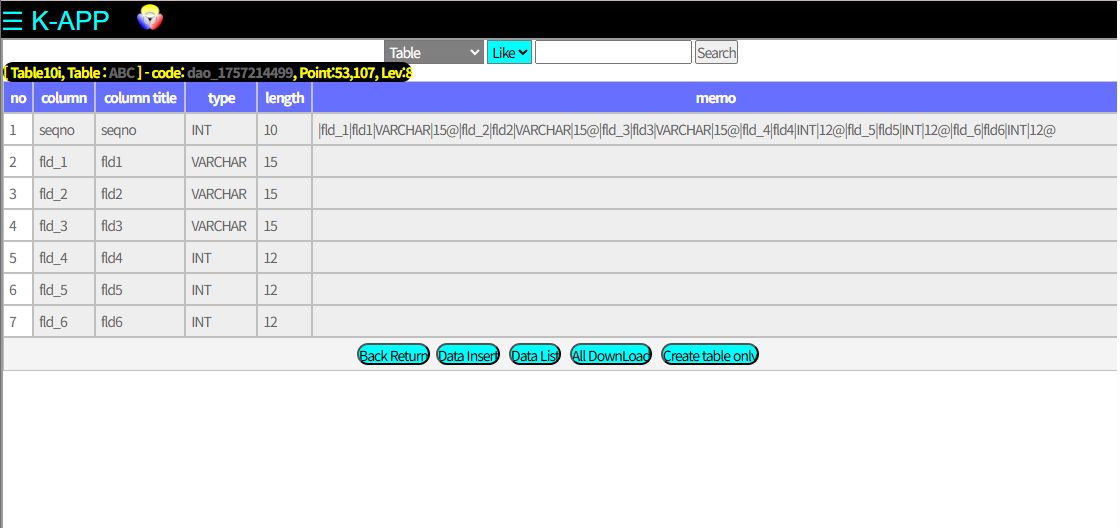 ☰ K-APP
Table Like Search
[ Table10i, Table : ABC ] - code: dao_1757214499, Point:53,107, Lev:8
no column column title type length memo
1 seqno seqno INT 10 |fld_1|fld1|VARCHAR|15@|fld_2|fld2|VARCHAR|15@|fld_3|fld3|VARCHAR|15@|fld_4|fld4|INT|12@|fld_5|fld5|INT|12@|fld_6|fld6|INT|12@
2 fld_1 fld1 VARCHAR 15
3 fld_2 fld2 VARCHAR 15
4 fld_3 fld3 VARCHAR 15
5 fld_4 fld4 INT 12
6 fld_5 fld5 INT 12
7 fld_6 fld6 INT 12
Back Return Data Insert Data List All DownLoad Create table only